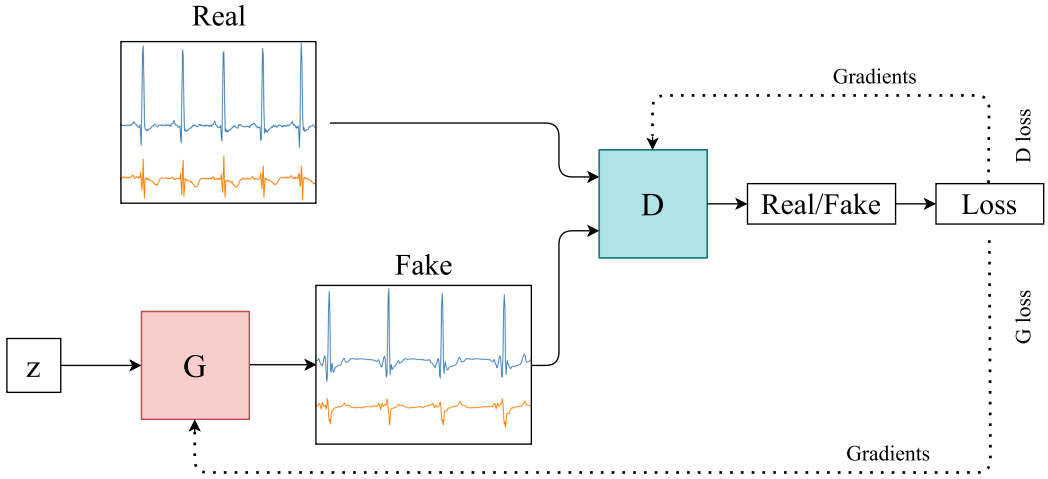 Real
Gradients
D loss
D
Real/Fake
Loss
Fake
G loss
z
G
Gradients